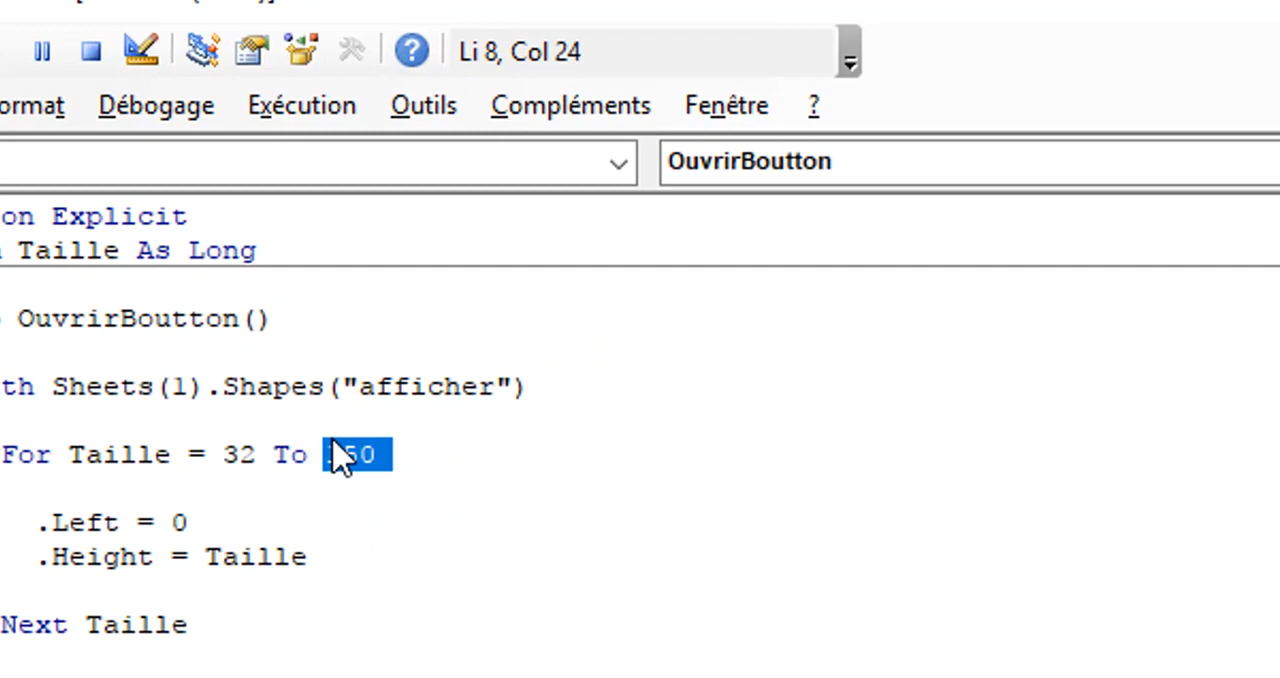 Li 8, Col 24
ormat Débogage Exécution Outils Compléments Fenêtre ?
OuvrirBoutton
on Explicit
Taille As Long
OuvrirBoutton()
th Sheets(1).Shapes("afficher")
For Taille = 32 To
.Left = 0
.Height = Taille
Next Taille